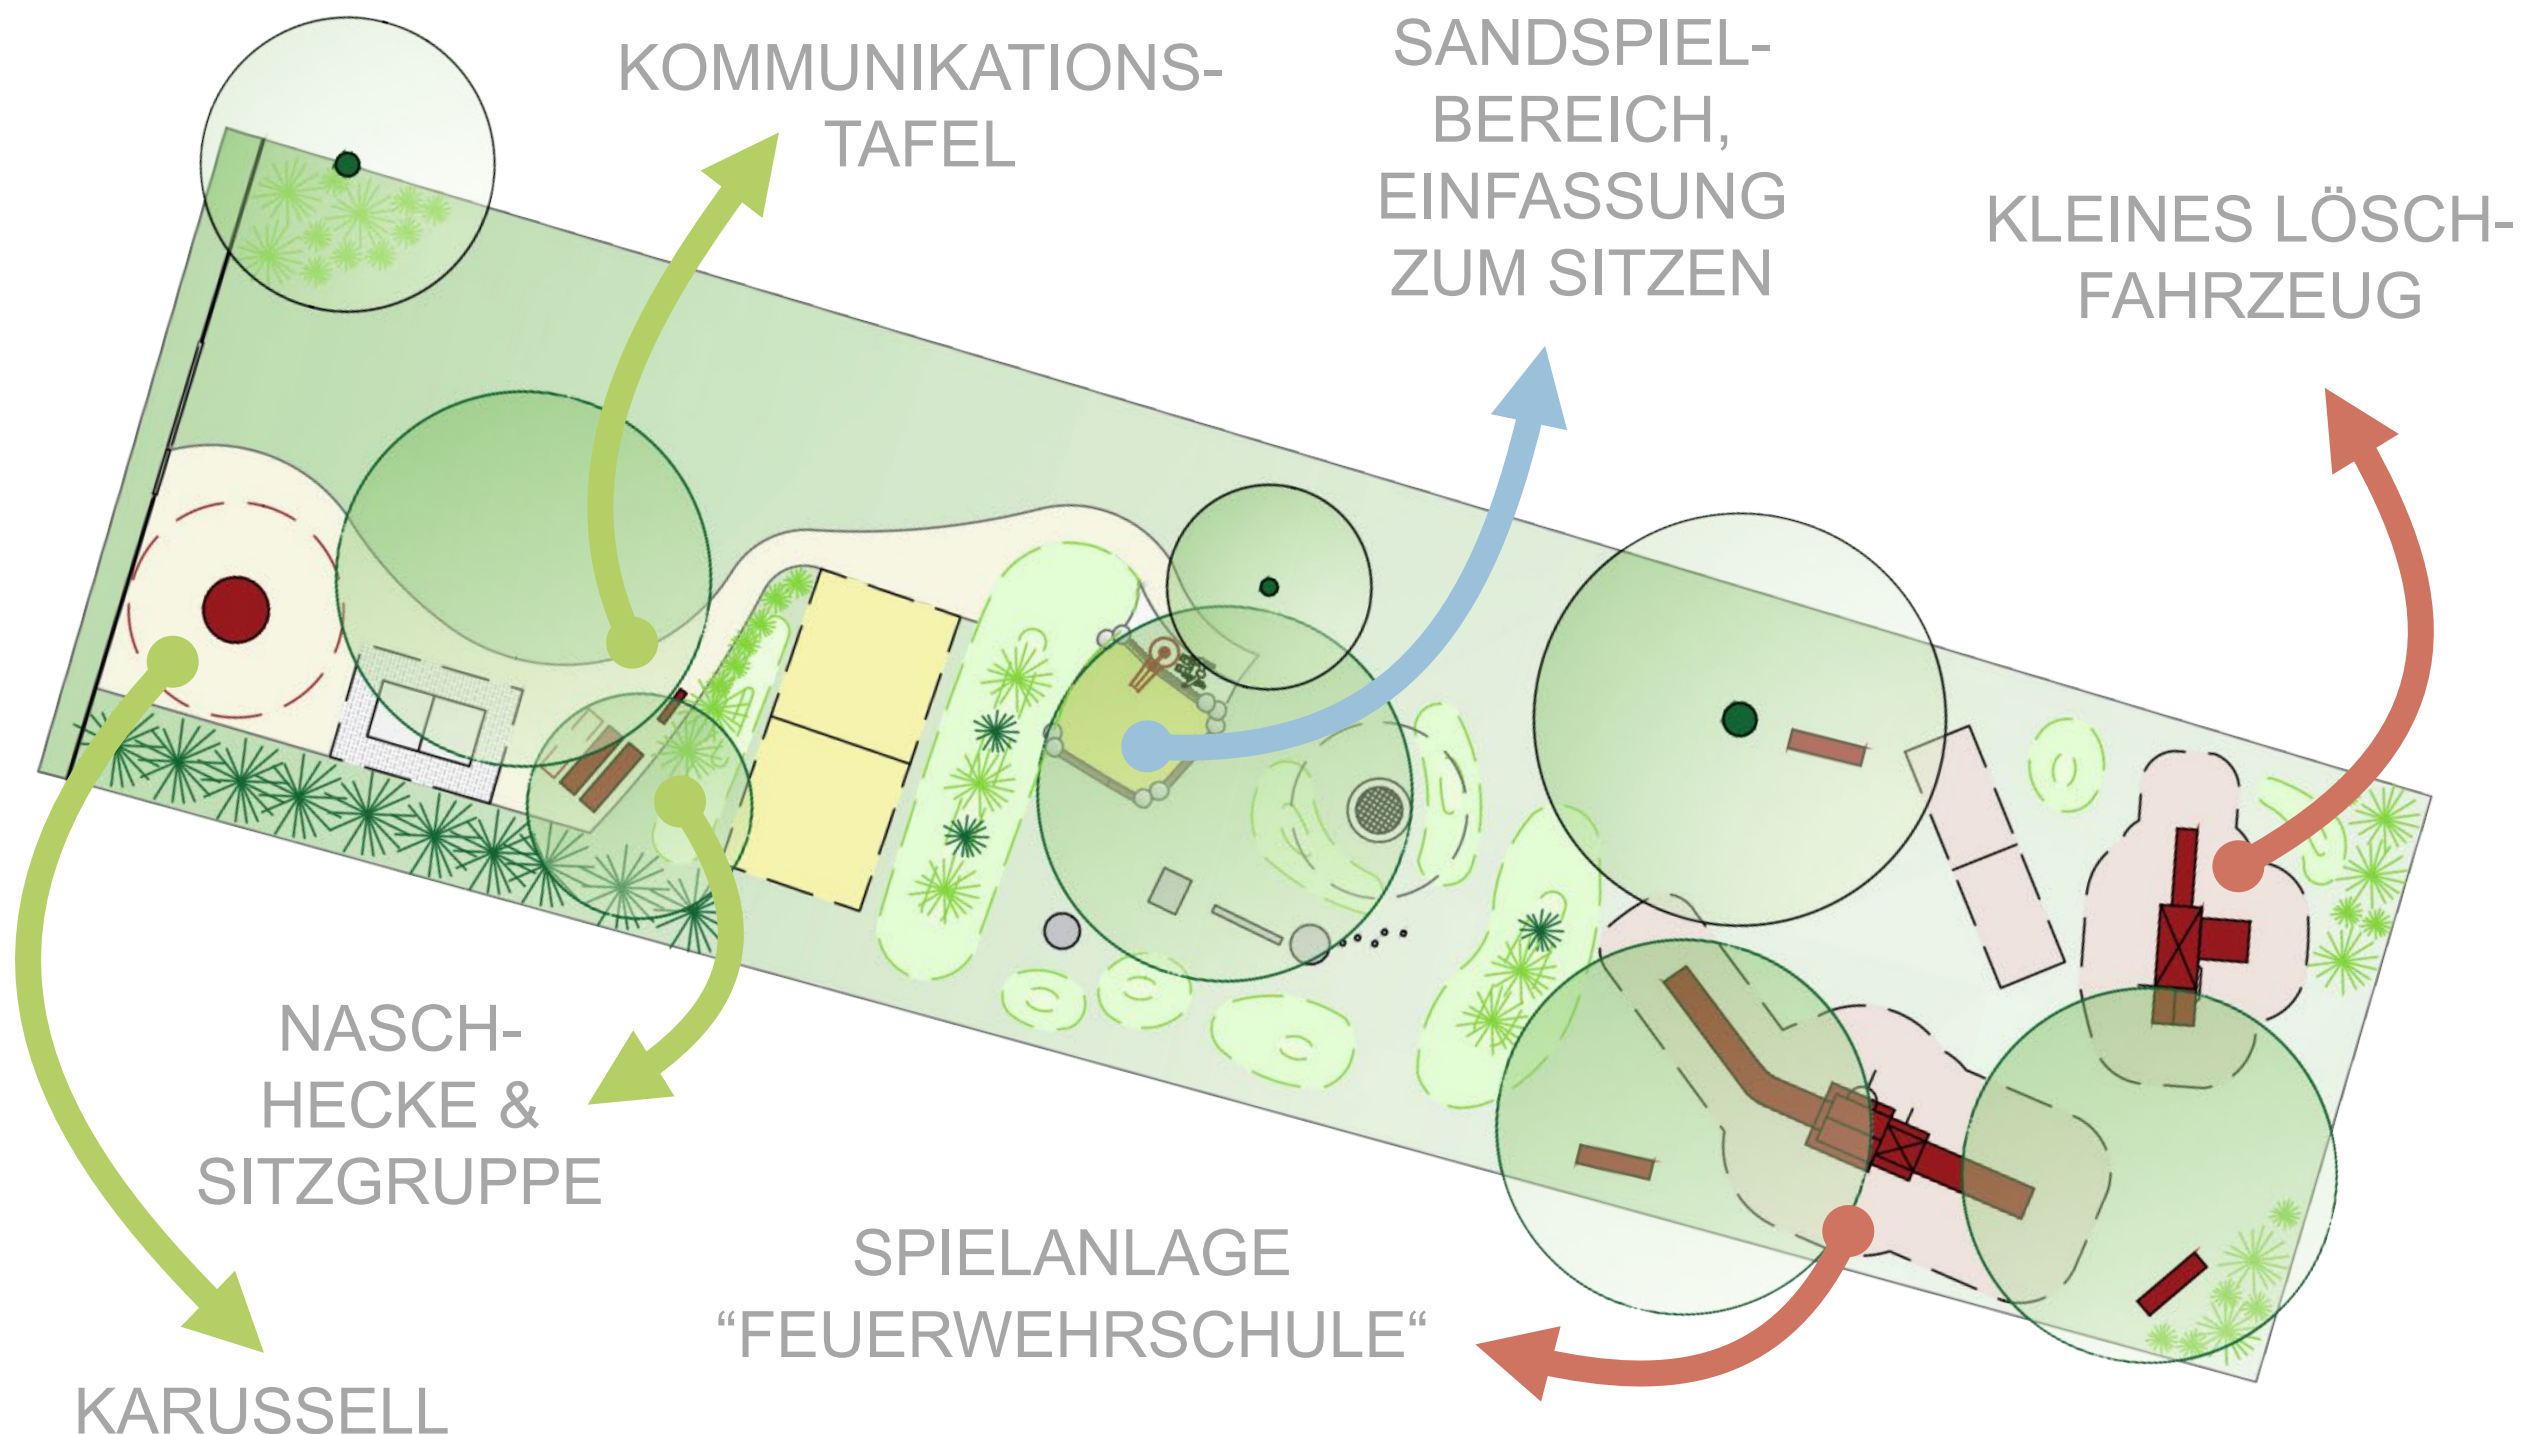 KOMMUNIKATIONS-
TAFEL
SANDSPIEL-
BEREICH,
EINFASSUNG
ZUM SITZEN
KLEINES LÖSCH-
FAHRZEUG
NASCH-
HECKE &
SITZGRUPPE
SPIELANLAGE
“FEUERWEHRSCHULE“
KARUSSELL